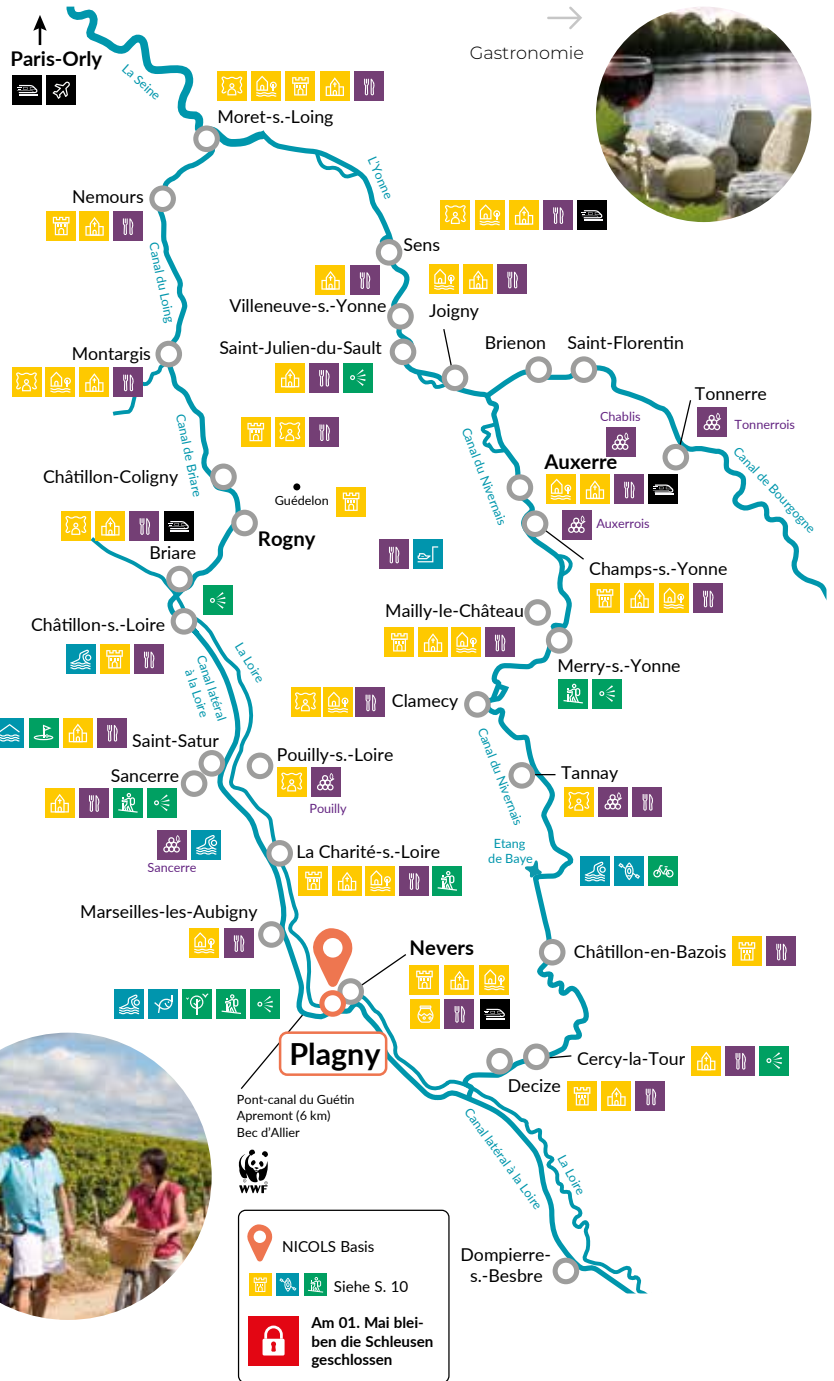 Gastronomie
Paris-Orly
La Seine
Moret-s.-Loing
L'Yonne
Nemours
Canal du Loing
Sens
Villeneuve-s.-Yonne
Joigny
Montargis
Saint-Julien-du-Sault
Brienon
Saint-Florentin
Tonnerre
Chablis
Tonnerrois
Canal de Briare
Canal du Nivernais
Canal de Bourgogne
Châtillon-Coligny
Guédelon
Auxerre
Rogny
Auxerrois
Briare
Champs-s.-Yonne
Châtillon-s.-Loire
Mailly-le-Château
La Loire
Canal latéral
à la Loire
Merry-s.-Yonne
Clamecy
Saint-Satur
Pouilly-s.-Loire
Canal du Nivernais
Sancerre
Tannay
Pouilly
Sancerre
La Charité-s.-Loire
Etang
de Baye
Marseilles-les-Aubigny
Nevers
Châtillon-en-Bazois
Plagny
Cercy-la-Tour
Decize
Pont-canal du Guétin
Apremont (6 km)
Bec d'Allier
WWF
Canal latéral à la Loire
La Loire
NICOLS Basis
Siehe S. 10
Am 01. Mai blei-
ben die Schleusen
geschlossen
Dompierre-
s.-Besbre